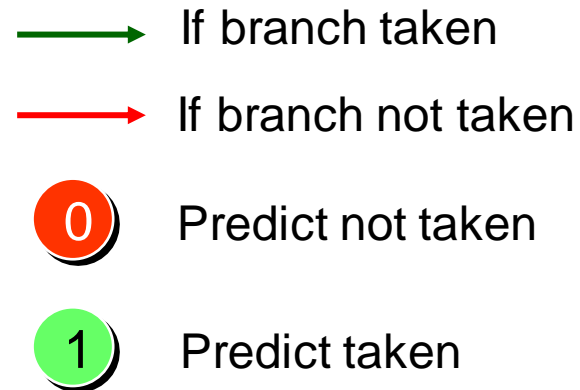 If branch taken
If branch not taken
0 Predict not taken
1 Predict taken